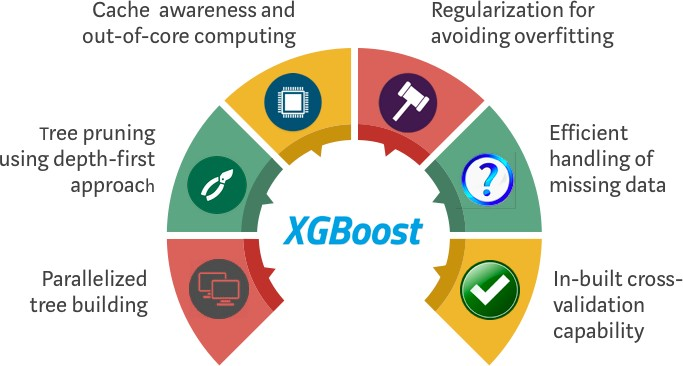 Cache awareness and
out-of-core computing
Regularization for
avoiding overfitting
Tree pruning
using depth-first
approach
Efficient
handling of
missing data
XGBoost
Parallelized
tree building
In-built cross-
validation
capability
?